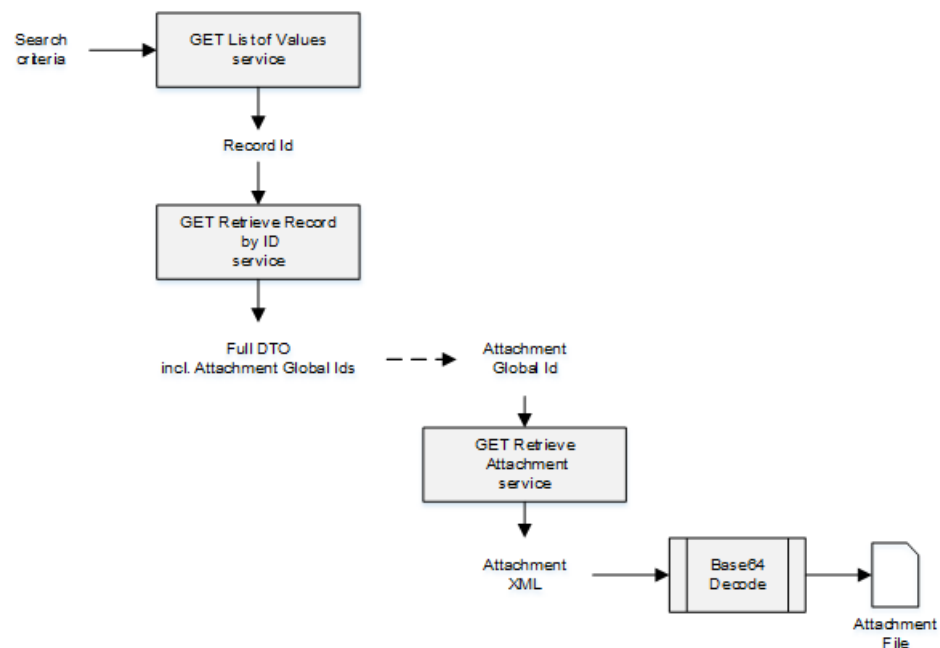 Search
criteria
GET List of Values
service
Record Id
GET Retrieve Record
by ID
service
Full DTO
incl. Attachment Global Ids
Attachment
Global Id
GET Retrieve
Attachment
service
Attachment
XML
Base64
Decode
Attachment
File